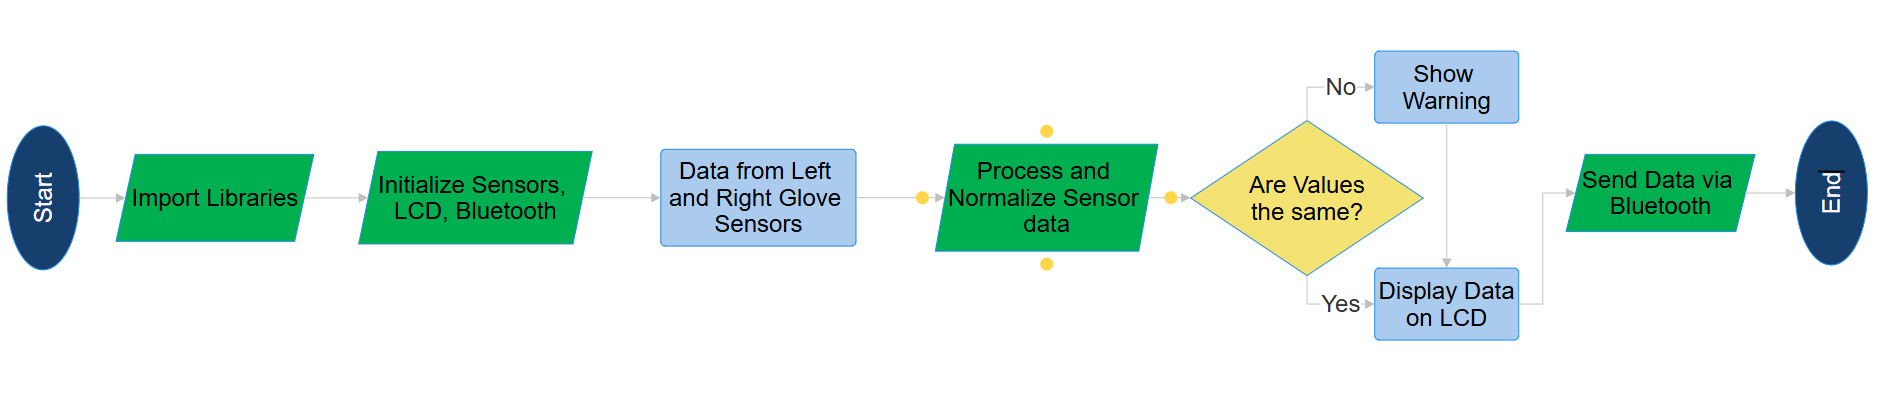 Start
Import Libraries
Initialize Sensors,
LCD, Bluetooth
Data from Left
and Right Glove
Sensors
Process and
Normalize Sensor
data
Are Values
the same?
No
Show
Warning
Yes
Display Data
on LCD
Send Data via
Bluetooth
End